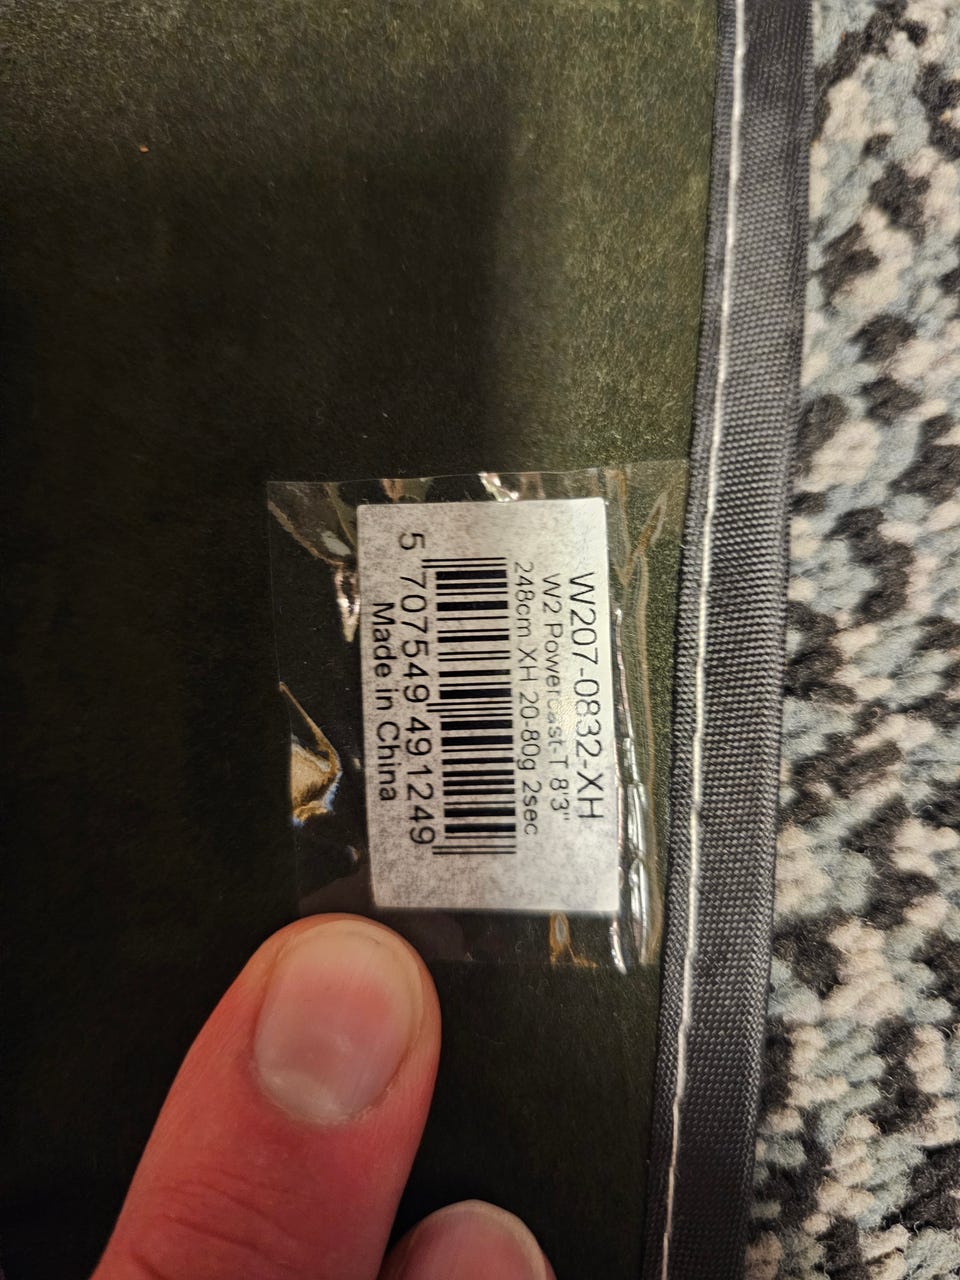 W207-0832-XH
W2 Powercast-T 8'3"
248cm XH 20-80g 2sec
5 707549 491249
Made in China